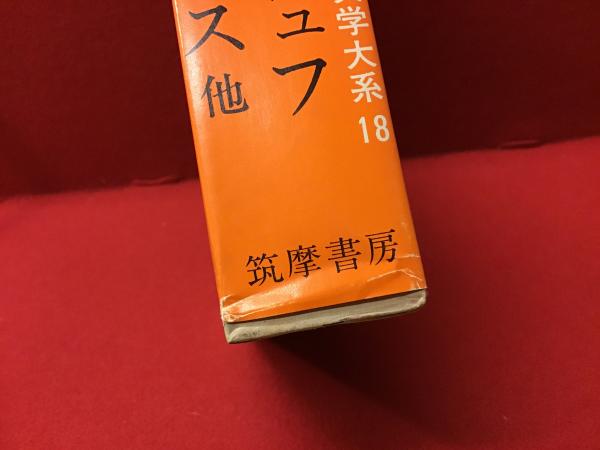 学大系 18
ュフ
ス 他
筑摩書房